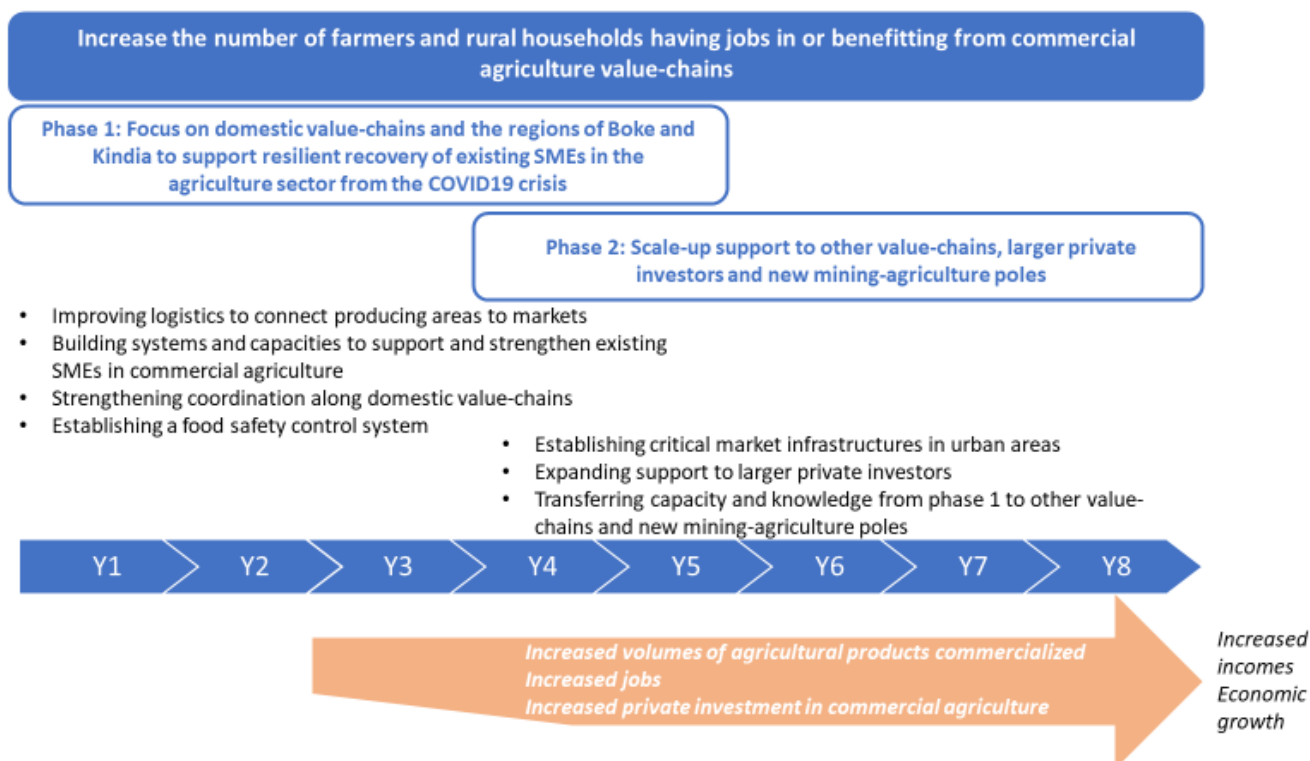 Increase the number of farmers and rural households having jobs in or benefitting from commercial
agriculture value-chains
Phase 1: Focus on domestic value-chains and the regions of Boke and
Kindia to support resilient recovery of existing SMEs in the
agriculture sector from the COVID19 crisis
Phase 2: Scale-up support to other value-chains, larger private
investors and new mining-agriculture poles
• Improving logistics to connect producing areas to markets
• Building systems and capacities to support and strengthen existing
SMEs in commercial agriculture
• Strengthening coordination along domestic value-chains
• Establishing a food safety control system
• Establishing critical market infrastructures in urban areas
• Expanding support to larger private investors
• Transferring capacity and knowledge from phase 1 to other value-
chains and new mining-agriculture poles
Y1 Y2 Y3 Y4 Y5 Y6 Y7 Y8
Increased volumes of agricultural products commercialized
Increased jobs
Increased private investment in commercial agriculture
Increased
incomes
Economic
growth